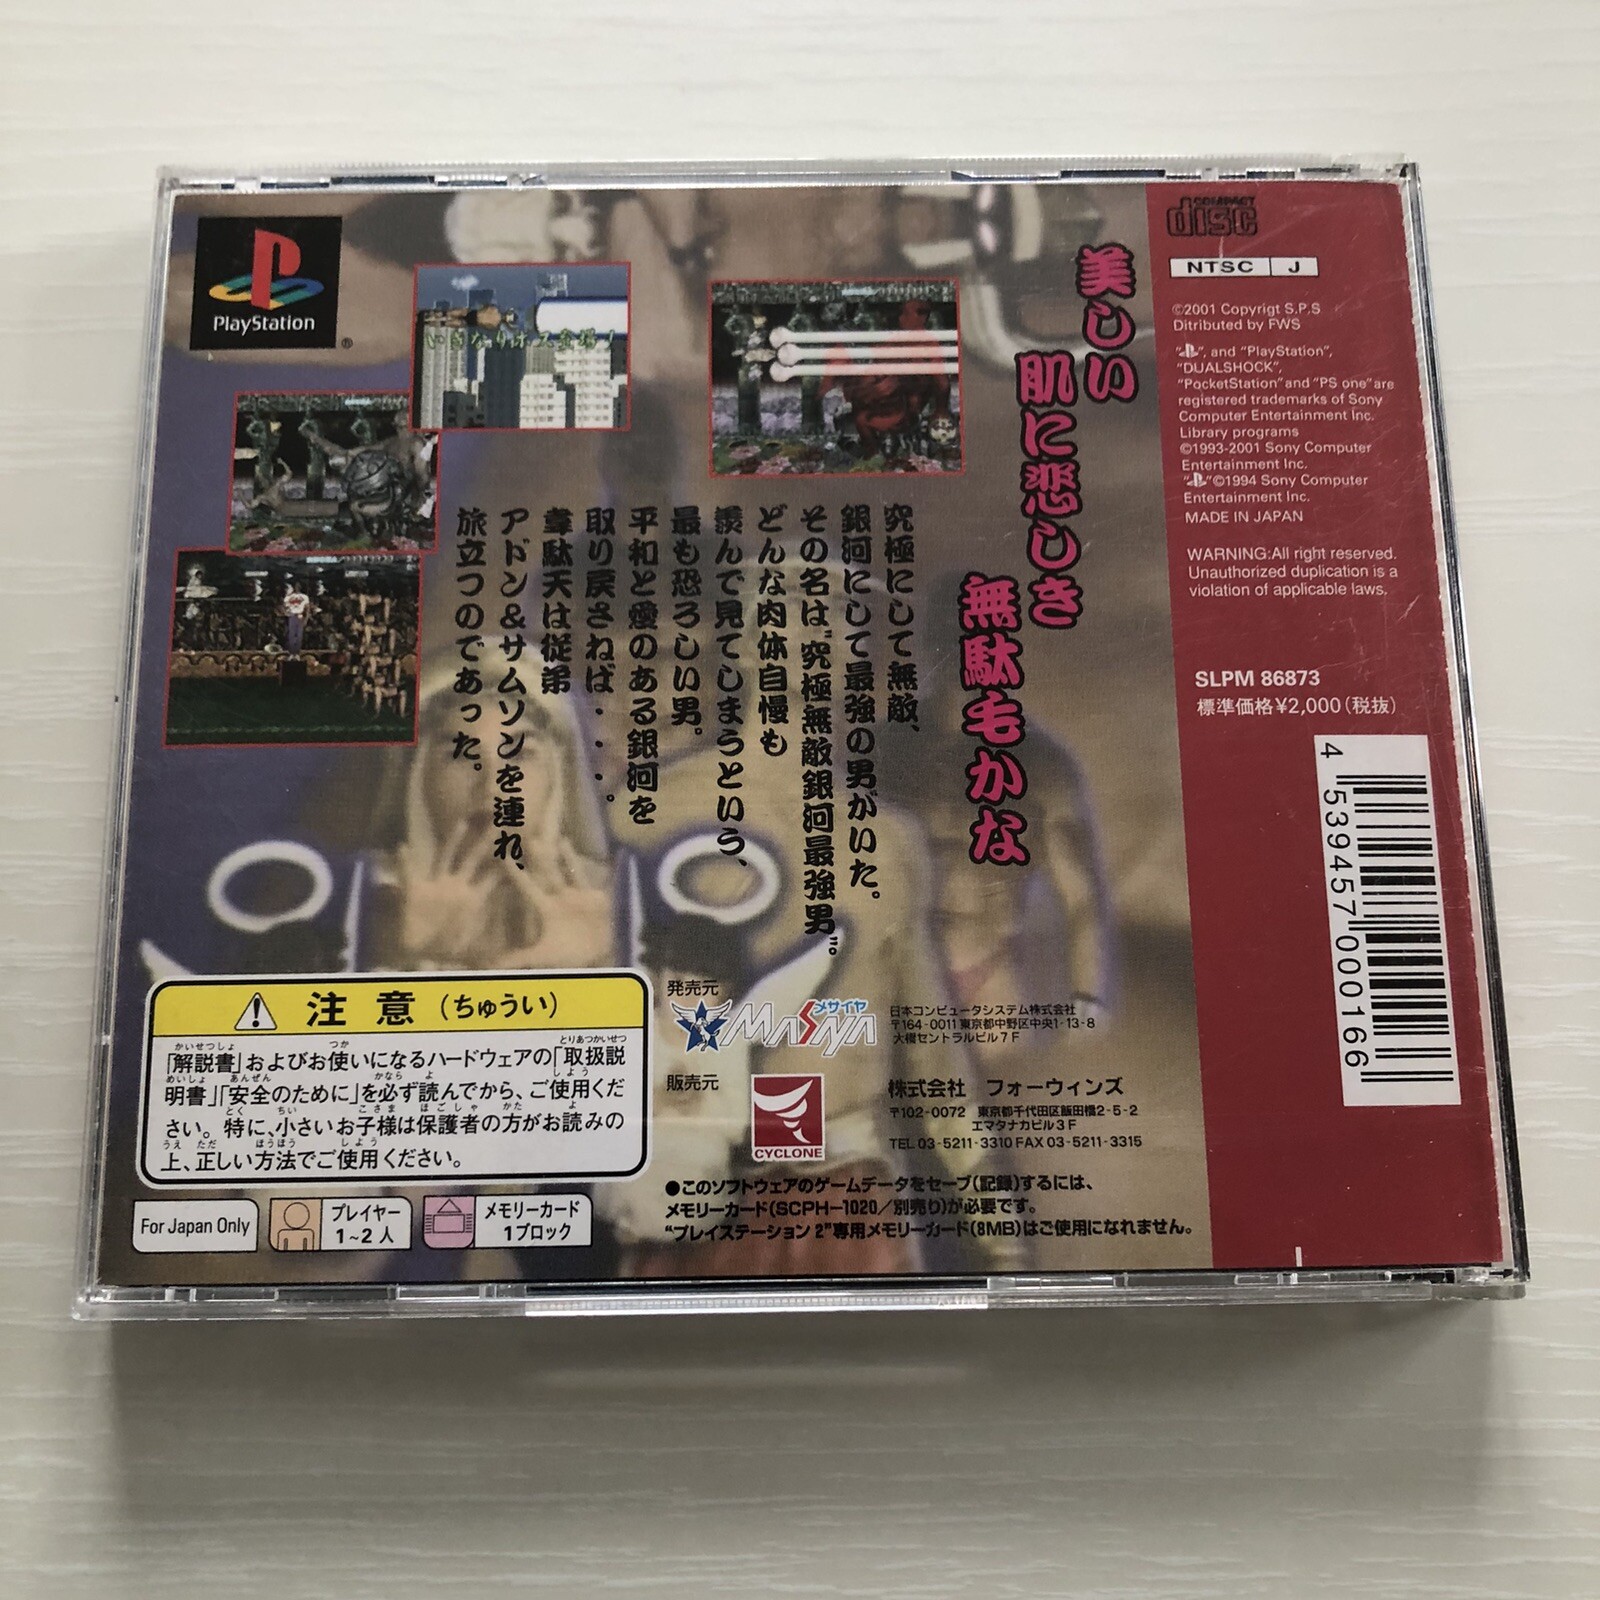 PlayStation
®
いきなりボス登場！
美しい
肌に悲しき
無駄毛かな
究極にして無敵、
銀河にして最強の男がいた。
その名は"究極無敵銀河最強男"。
どんな肉体自慢も
羨んで見てしまうという、
最も恐ろしい男。
平和と愛のある銀河を
取り戻さねば・・・・。
韋駄天は従弟
アドン＆サムソンを連れ、
旅立つのであった。
COMPACT
disc
NTSC J
©2001 Copyrigt S.P.S
Ditributed by FWS
"PS", and "PlayStation",
"DUALSHOCK",
"PocketStation" and "PS one" are
registered trademarks of Sony
Computer Entertainment Inc.
Library programs
©1993-2001 Sony Computer
Entertainment Inc.
"PS"©1994 Sony Computer
Entertainment Inc.
MADE IN JAPAN
WARNING:All right reserved.
Unauthorized duplication is a
violation of applicable laws.
SLPM 86873
標準価格¥2,000(税抜)
4 539457 000166
注意(ちゅうい)
「解説書」およびお使いになるハードウェアの「取扱説
明書」「安全のために」を必ず読んでから、ご使用くだ
さい。特に、小さいお子様は保護者の方がお読みの
上、正しい方法でご使用ください。
For Japan Only
プレイヤー
1~2人
メモリーカード
1ブロック
発売元
メサイヤ
MASAYA
日本コンピュータシステム株式会社
〒164-0011 東京都中野区中央1-13-8
大橋セントラルビル7F
販売元
CYCLONE
株式会社 フォーウィンズ
〒102-0072 東京都千代田区飯田橋2-5-2
エマタナカビル3F
TEL 03-5211-3310 FAX 03-5211-3315
●このソフトウェアのゲームデータをセーブ(記録)するには、
メモリーカード(SCPH-1020/別売り)が必要です。
"プレイステーション 2"専用メモリーカード(8MB)はご使用になれません。